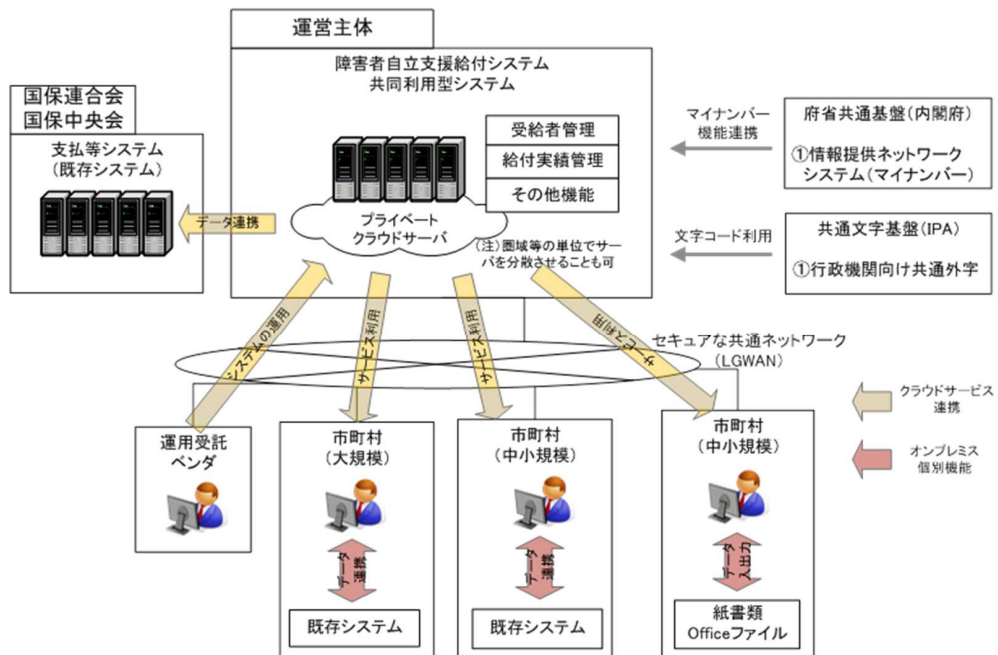 運営主体
障害者自立支援給付システム
共同利用型システム
国保連合会
国保中央会
支払等システム
(既存システム)
データ連携
プライベート
クラウドサーバ
受給者管理
給付実績管理
その他機能
(注)圏域等の単位でサー
バを分散させることも可
マイナンバー
機能連携
府省共通基盤(内閣府)
①情報提供ネットワーク
システム(マイナンバー)
文字コード利用
共通文字基盤(IPA)
①行政機関向け共通外字
システムの運用
サービス利用
サービス利用
サービス利用
セキュアな共通ネットワーク
(LGWAN)
クラウドサービス
連携
オンプレミス
個別機能
運用受託
ベンダ
市町村
(大規模)
データ
連携
既存システム
市町村
(中小規模)
データ
連携
既存システム
市町村
(中小規模)
データ
入出力
紙書類
Officeファイル